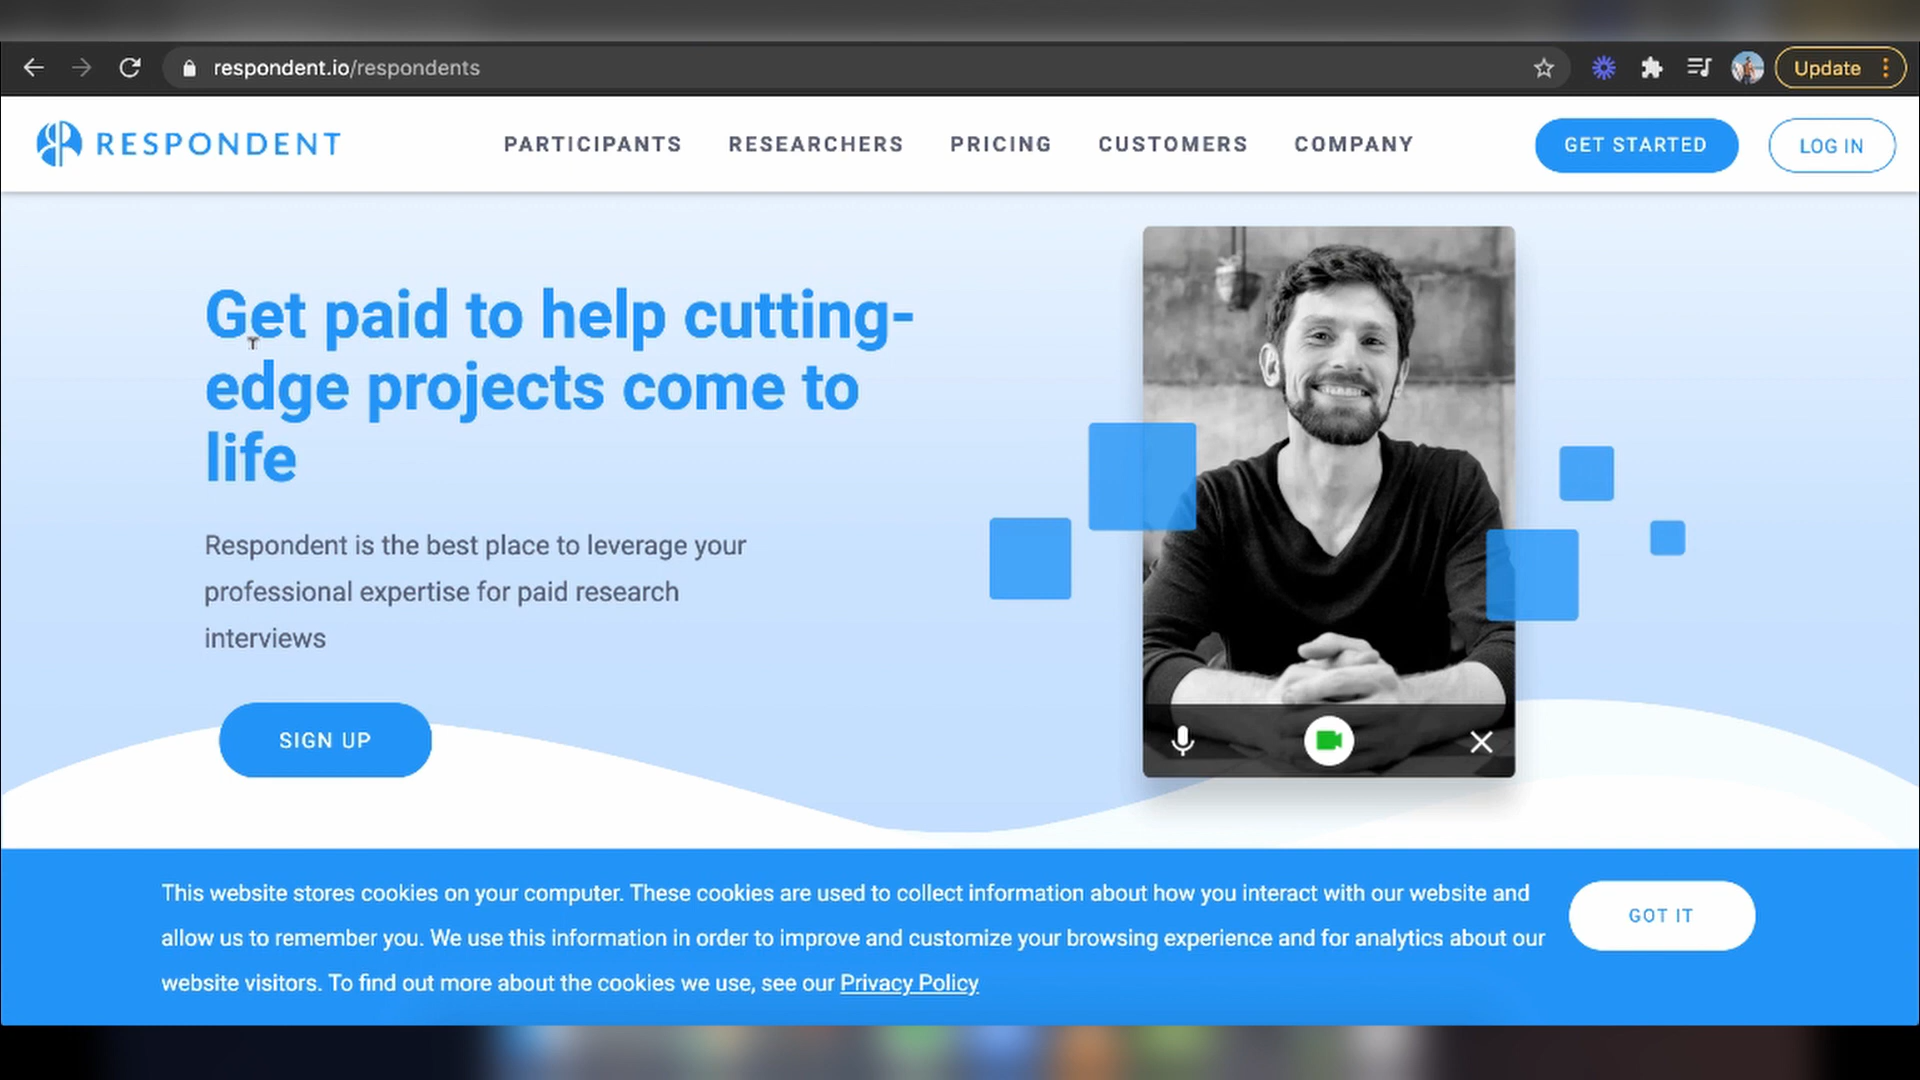 respondent.io/respondents
Update
RESPONDENT
PARTICIPANTS
RESEARCHERS
PRICING
CUSTOMERS
COMPANY
GET STARTED
LOG IN
Get paid to help cutting-
edge projects come to
life
Respondent is the best place to leverage your
professional expertise for paid research
interviews
SIGN UP
This website stores cookies on your computer. These cookies are used to collect information about how you interact with our website and
allow us to remember you. We use this information in order to improve and customize your browsing experience and for analytics about our
website visitors. To find out more about the cookies we use, see our Privacy Policy
GOT IT